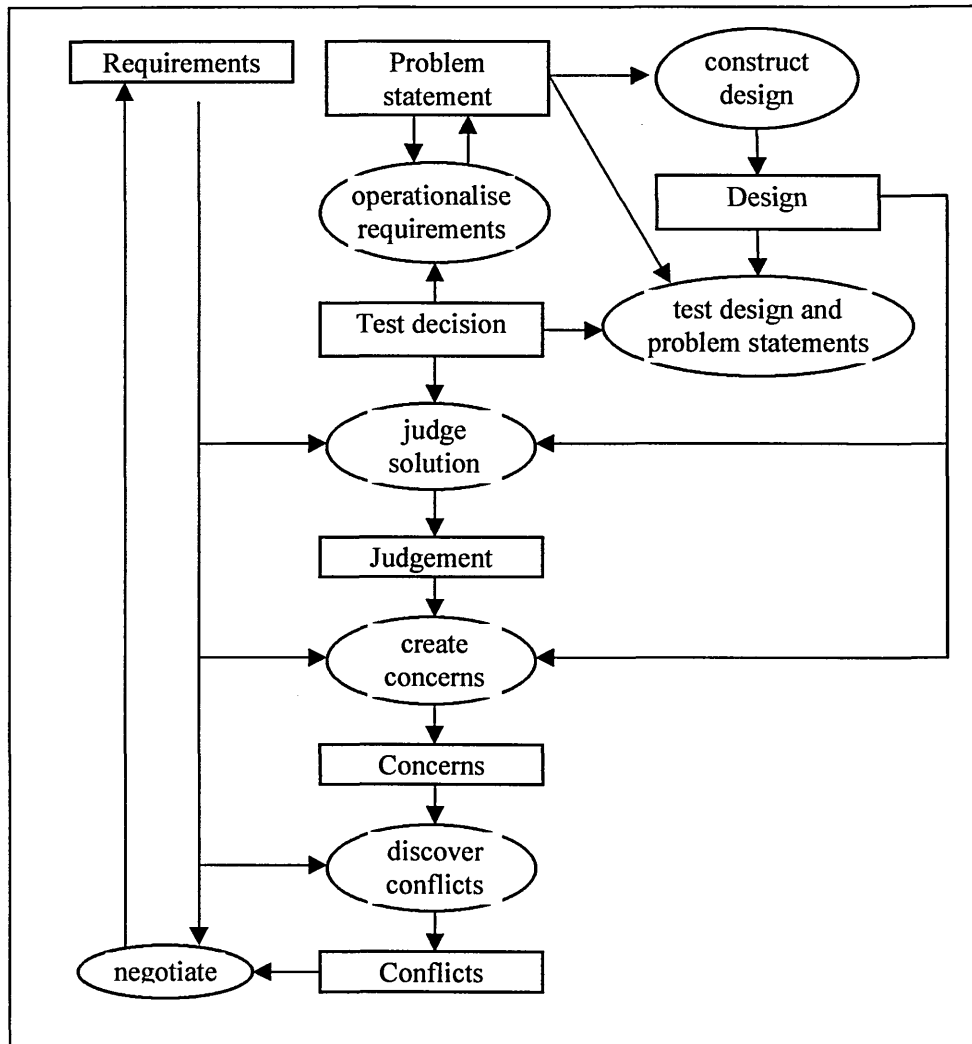 Requirements
Problem
statement
construct
design
operationalise
requirements
Design
Test decision
test design and
problem statements
judge
solution
Judgement
create
concerns
Concerns
discover
conflicts
negotiate
Conflicts